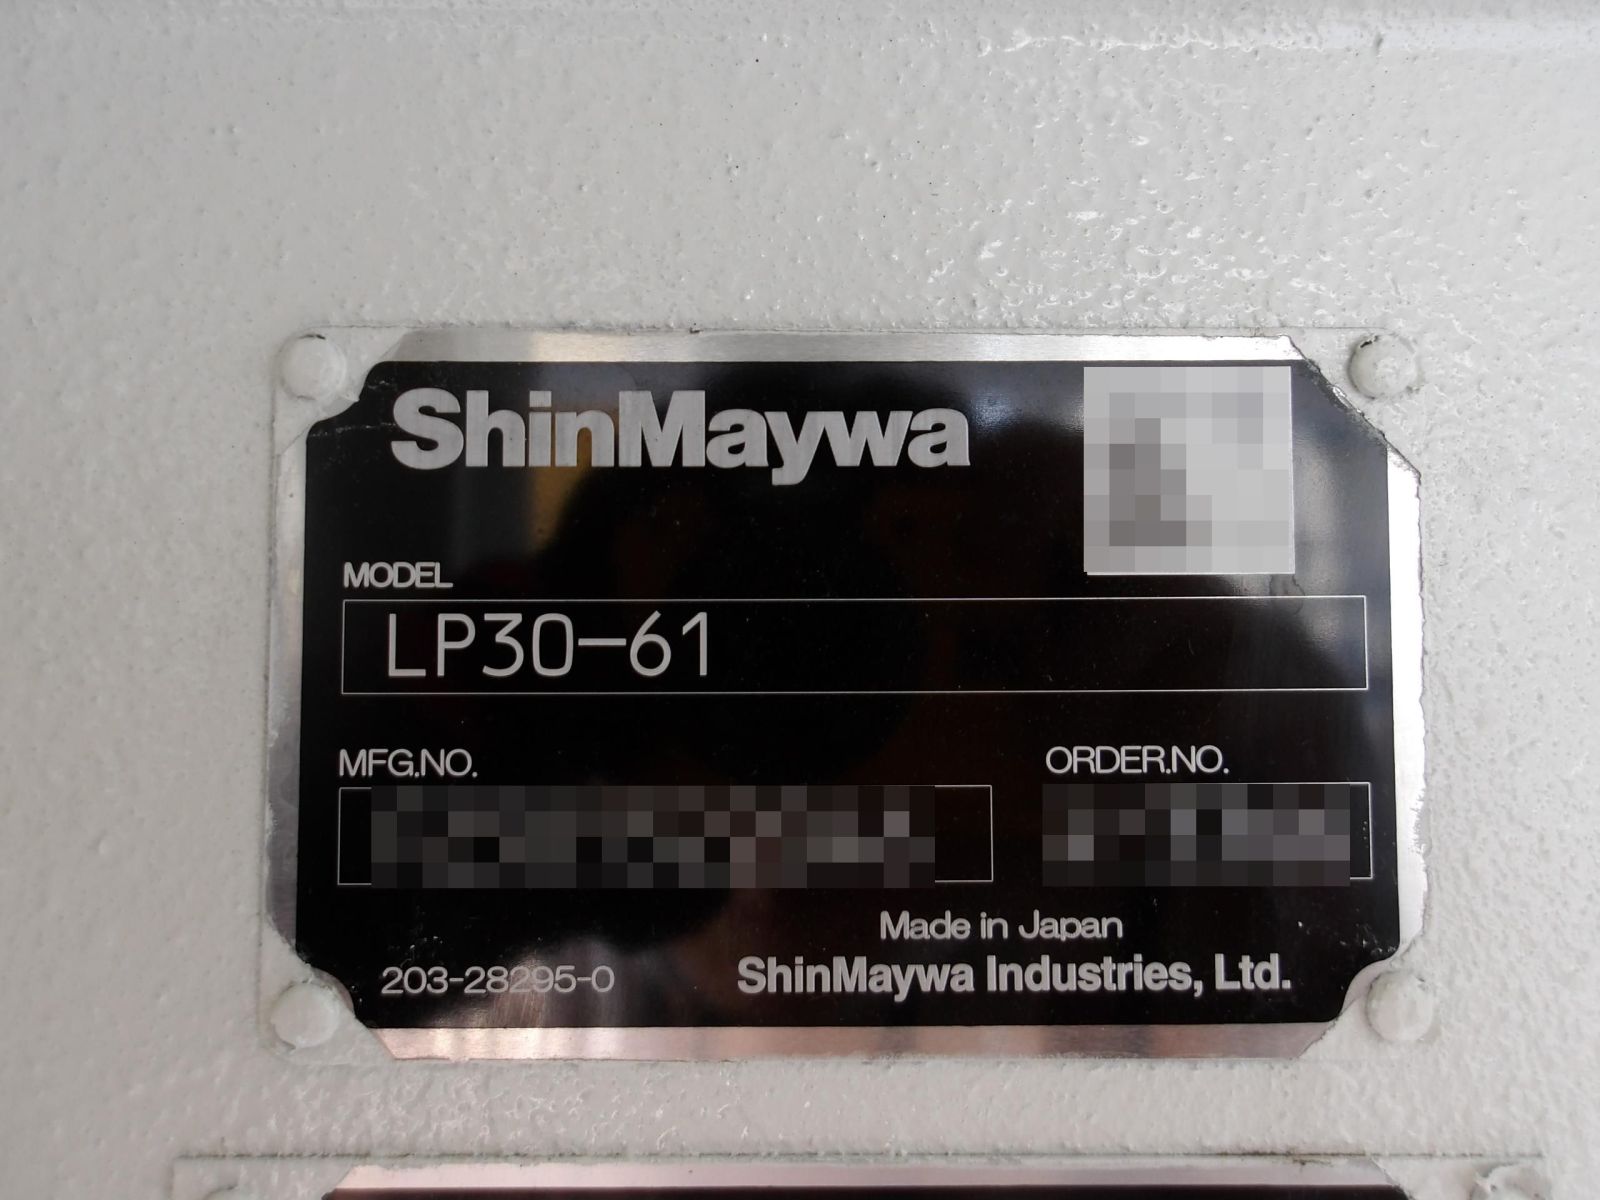 ShinMaywa
MODEL
LP30-61
MFG.NO.
ORDER.NO.
Made in Japan
203-28295-0
ShinMaywa Industries, Ltd.